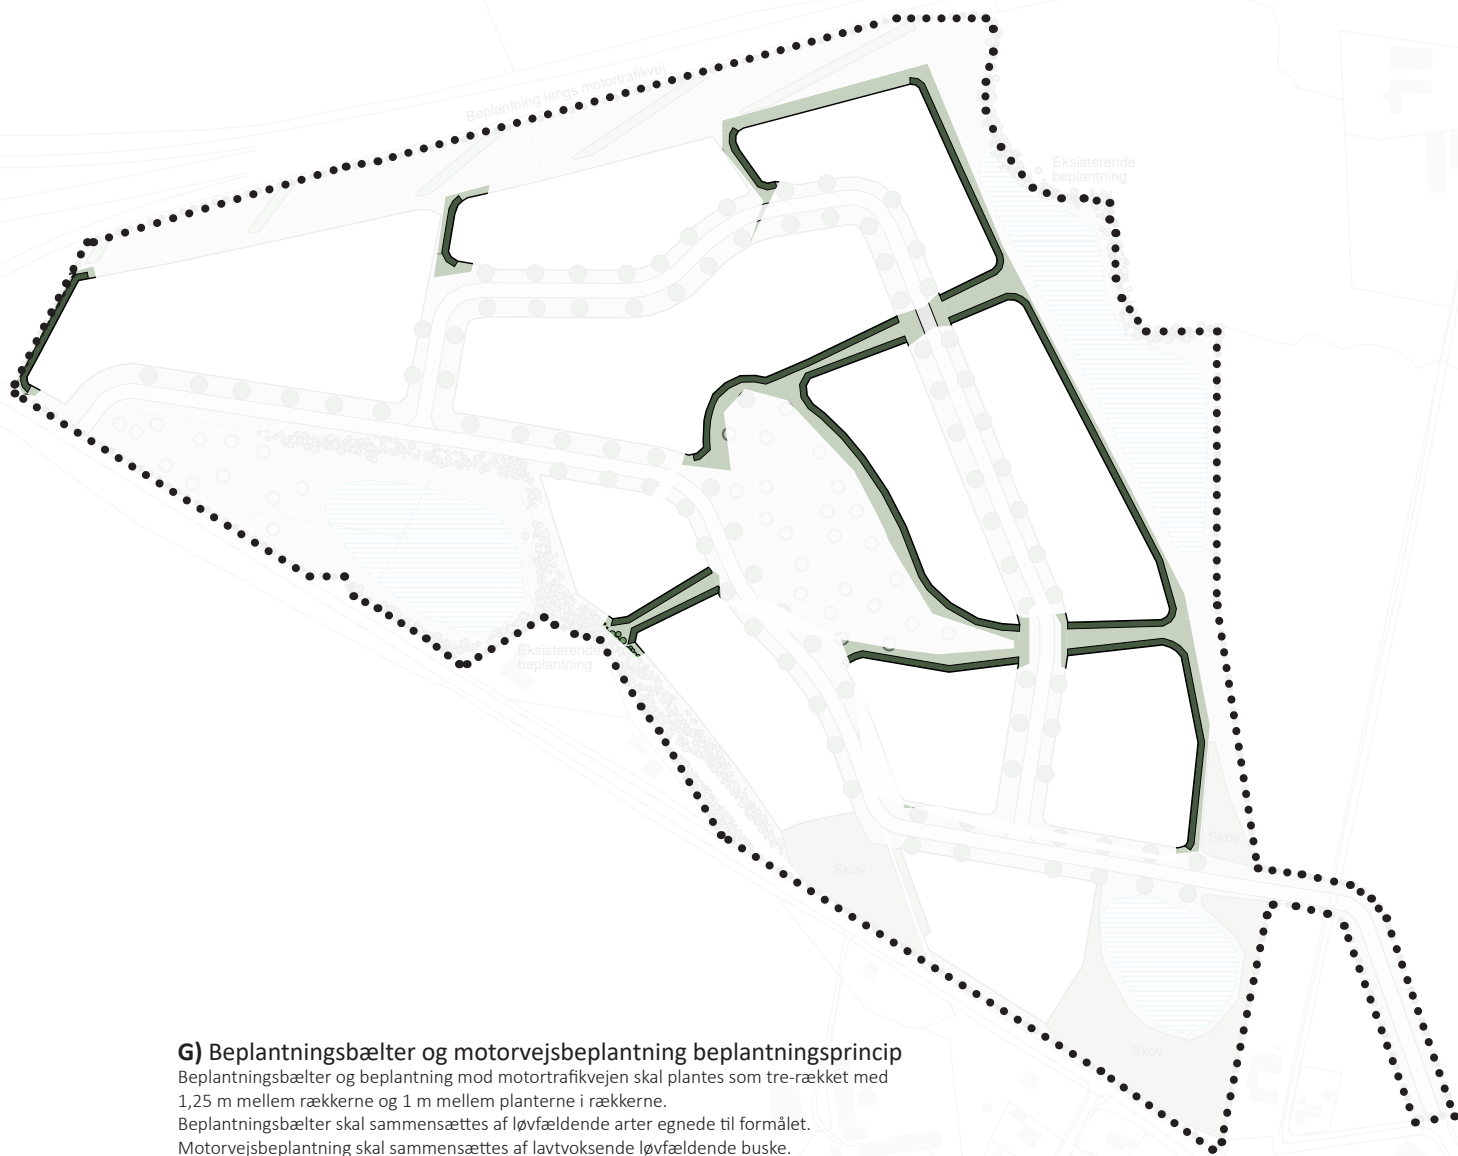 Beplantning langs motortrafikvej
Eksisterende
beplantning
Eksisterende
beplantning
Skov
Skov
Skov
G) Beplantningsbælter og motorvejsbeplantning beplantningsprincip
Beplantningsbælter og beplantning mod motortrafikvejen skal plantes som tre-rækket med
1,25 m mellem rækkerne og 1 m mellem planterne i rækkerne.
Beplantningsbælter skal sammensættes af løvfældende arter egnede til formålet.
Motorvejsbeplantning skal sammensættes af lavtvoksende løvfældende buske.